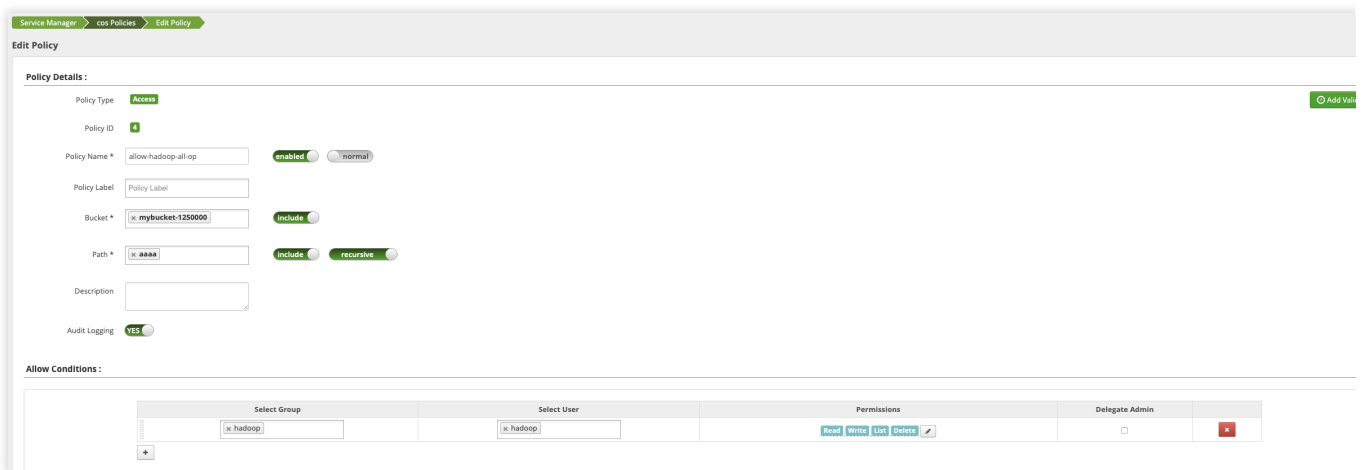 Service Manager cos Policies Edit Policy
Edit Policy
Policy Details :
Policy Type Access
Add Vali
Policy ID 4
Policy Name * allow-hadoop-all-op enabled normal
Policy Label Policy Label
Bucket * × mybucket-1250000 include
Path * × aaaa include recursive
Description
Audit Logging YES
Allow Conditions :
Select Group Select User Permissions Delegate Admin
× hadoop × hadoop Read Write List Delete ×
+